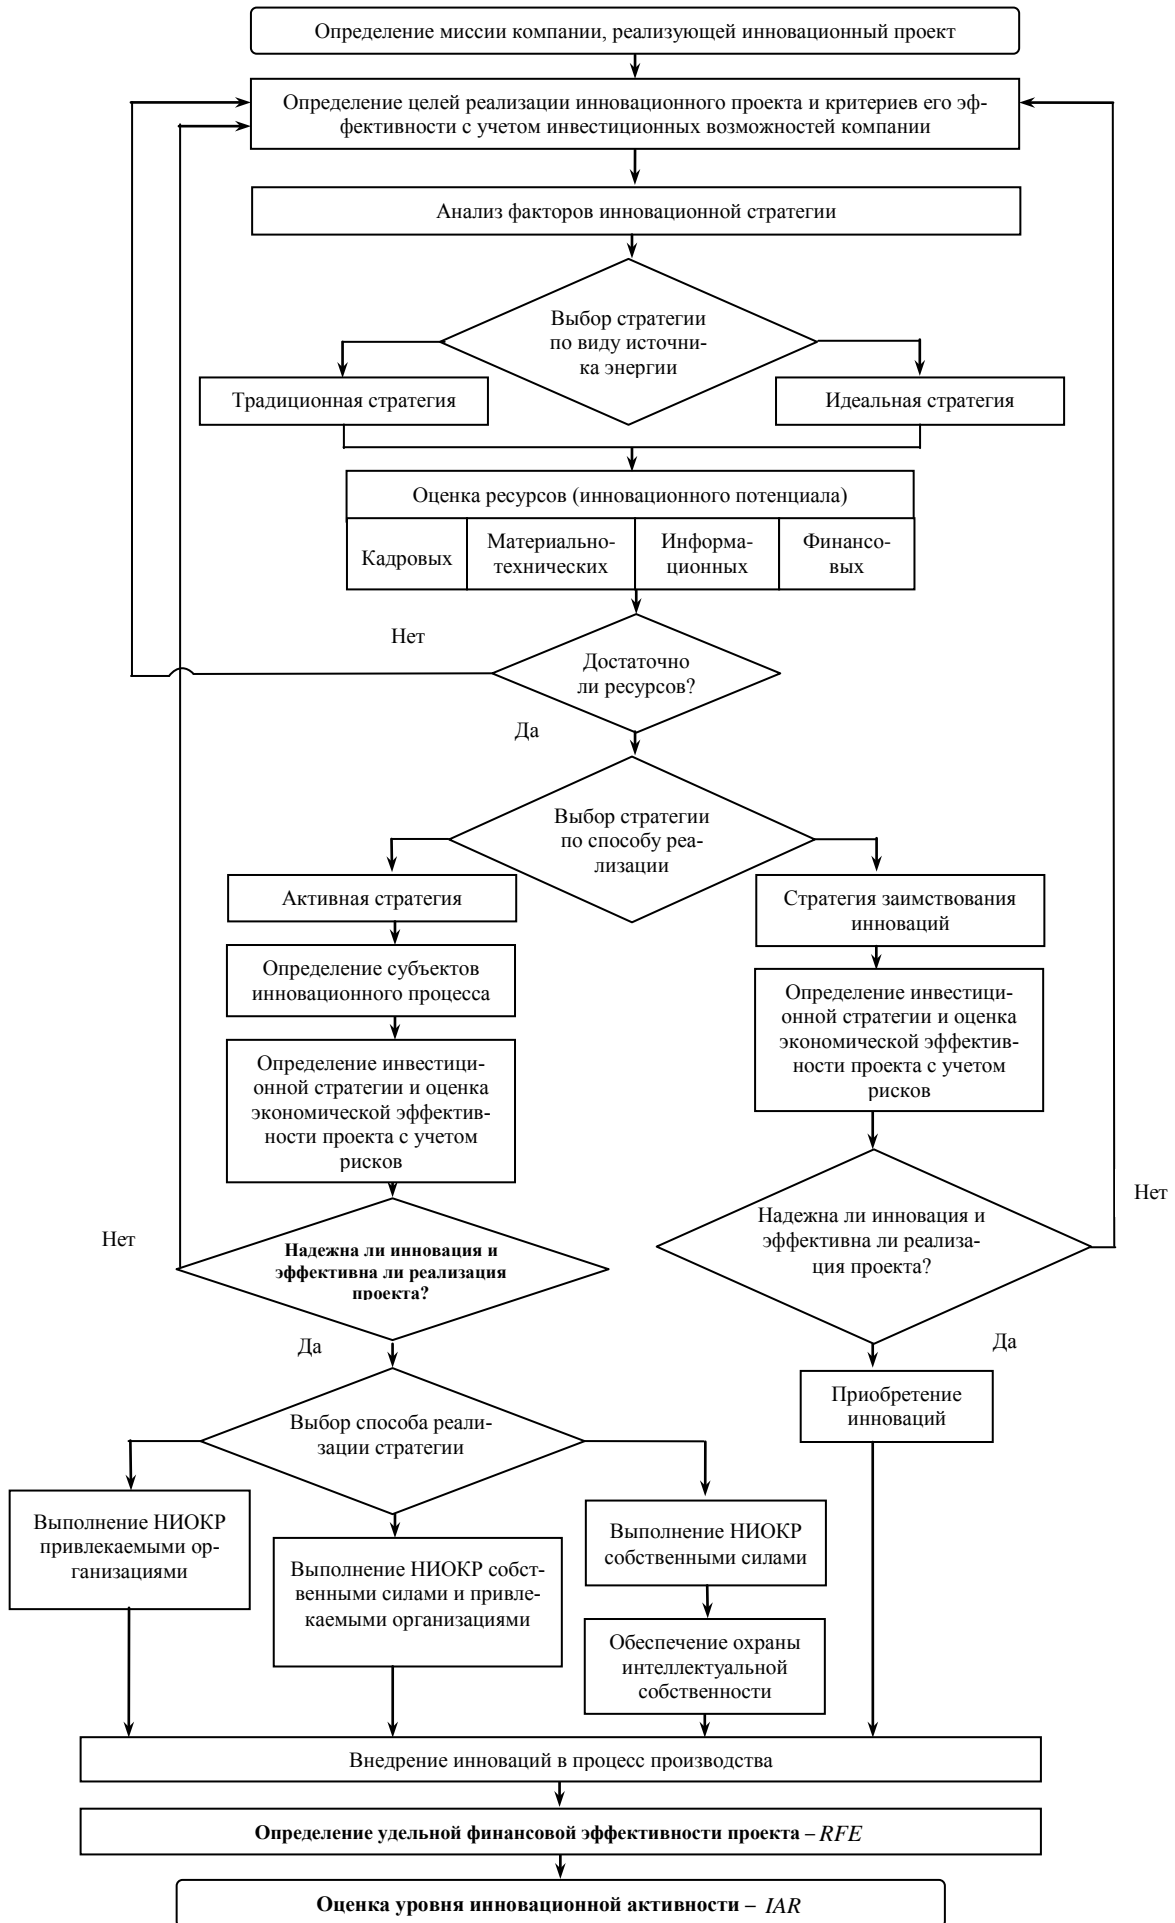 Определение миссии компании, реализующей инновационный проект
Определение целей реализации инновационного проекта и критериев его эф-
фективности с учетом инвестиционных возможностей компании
Анализ факторов инновационной стратегии
Выбор стратегии
по виду источни-
ка энергии
Традиционная стратегия
Идеальная стратегия
Оценка ресурсов (инновационного потенциала)
Кадровых
Материально-
технических
Информа-
ционных
Финансо-
вых
Нет
Достаточно
ли ресурсов?
Да
Выбор стратегии
по способу реа-
лизации
Активная стратегия
Стратегия заимствования
инноваций
Определение субъектов
инновационного процесса
Определение инвестици-
онной стратегии и оценка
экономической эффектив-
ности проекта с учетом
рисков
Определение инвестици-
онной стратегии и оценка
экономической эффектив-
ности проекта с учетом
рисков
Нет
Надежна ли инновация и
эффективна ли реализация
проекта?
Надежна ли инновация и
эффективна ли реализа-
ция проекта?
Нет
Да
Да
Выбор способа реали-
зации стратегии
Приобретение
инноваций
Выполнение НИОКР
привлекаемыми ор-
ганизациями
Выполнение НИОКР собст-
венными силами и привле-
каемыми организациями
Выполнение НИОКР
собственными силами
Обеспечение охраны
интеллектуальной
собственности
Внедрение инноваций в процесс производства
Определение удельной финансовой эффективности проекта – RFE
Оценка уровня инновационной активности – IAR